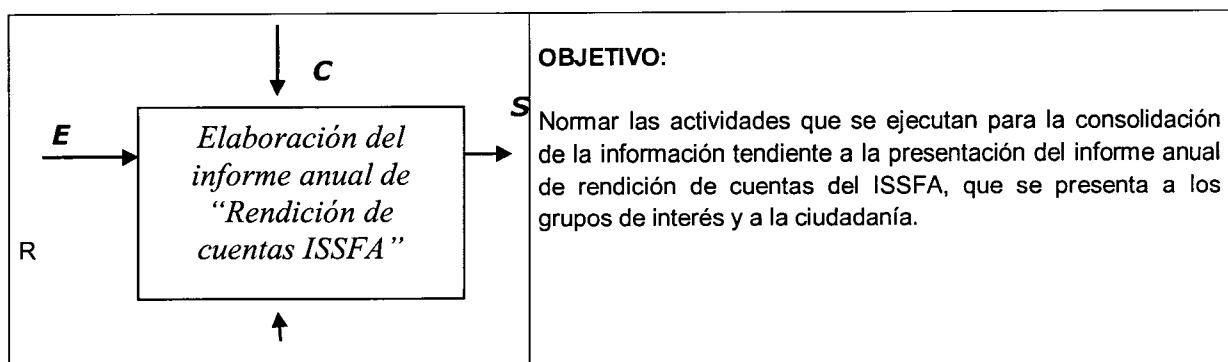 C
E
S
Elaboración del
informe anual de
“Rendición de
cuentas ISSFA”
R
OBJETIVO:
Normar las actividades que se ejecutan para la consolidación
de la información tendiente a la presentación del informe anual
de rendición de cuentas del ISSFA, que se presenta a los
grupos de interés y a la ciudadanía.